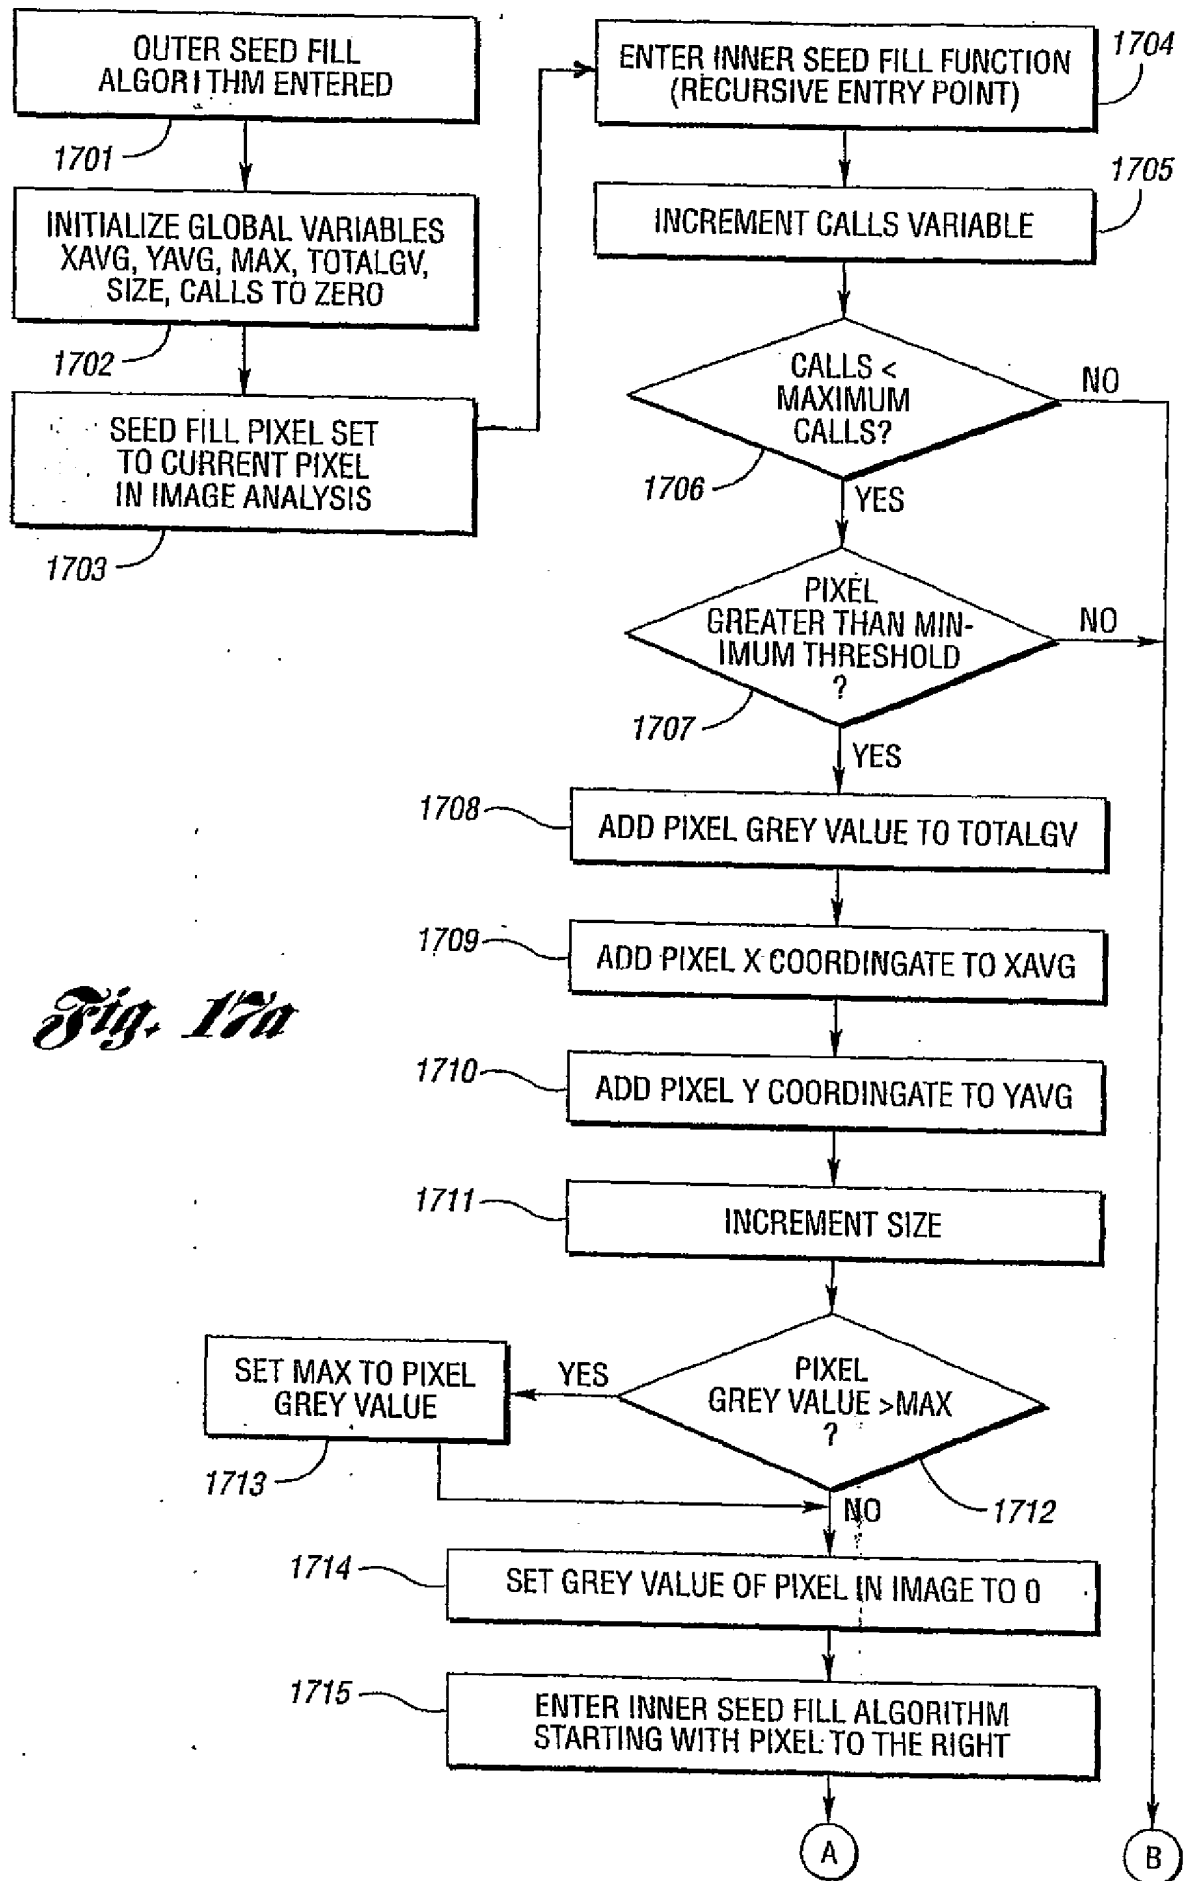 OUTER SEED FILL
ALGORITHM ENTERED
1701
INITIALIZE GLOBAL VARIABLES
XAVG, YAVG, MAX, TOTALGV,
SIZE, CALLS TO ZERO
1702
SEED FILL PIXEL SET
TO CURRENT PIXEL
IN IMAGE ANALYSIS
1703
ENTER INNER SEED FILL FUNCTION
(RECURSIVE ENTRY POINT)
1704
INCREMENT CALLS VARIABLE
1705
CALLS <
MAXIMUM
CALLS?
1706
NO
YES
PIXEL
GREATER THAN MIN-
IMUM THRESHOLD
?
1707
NO
YES
1708
ADD PIXEL GREY VALUE TO TOTALGV
1709
ADD PIXEL X COORDINGATE TO XAVG
Fig. 17a
1710
ADD PIXEL Y COORDINGATE TO YAVG
1711
INCREMENT SIZE
PIXEL
GREY VALUE >MAX
?
1712
YES
SET MAX TO PIXEL
GREY VALUE
1713
NO
1714
SET GREY VALUE OF PIXEL IN IMAGE TO 0
1715
ENTER INNER SEED FILL ALGORITHM
STARTING WITH PIXEL TO THE RIGHT
A
B